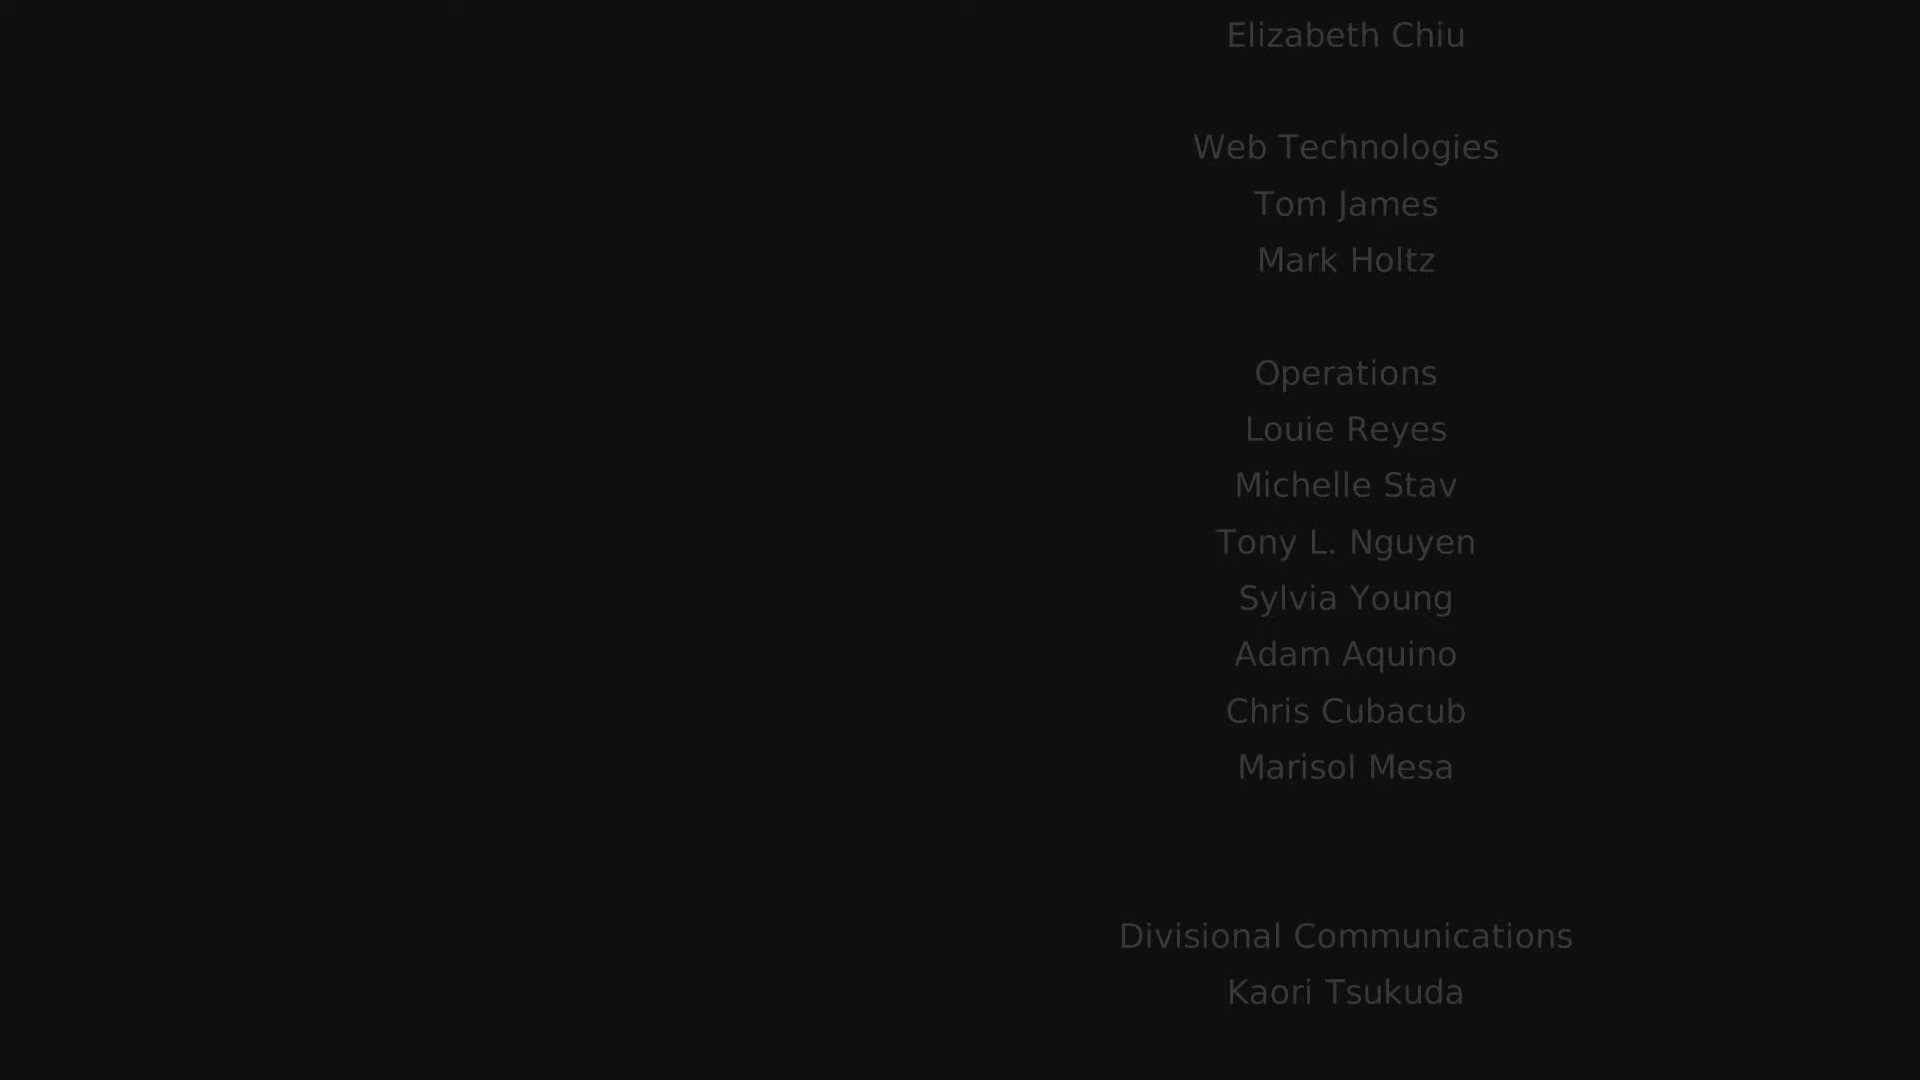 Elizabeth Chiu
Web Technologies
Tom James
Mark Holtz
Operations
Louie Reyes
Michelle Stav
Tony L. Nguyen
Sylvia Young
Adam Aquino
Chris Cubacub
Marisol Mesa
Divisional Communications
Kaori Tsukuda